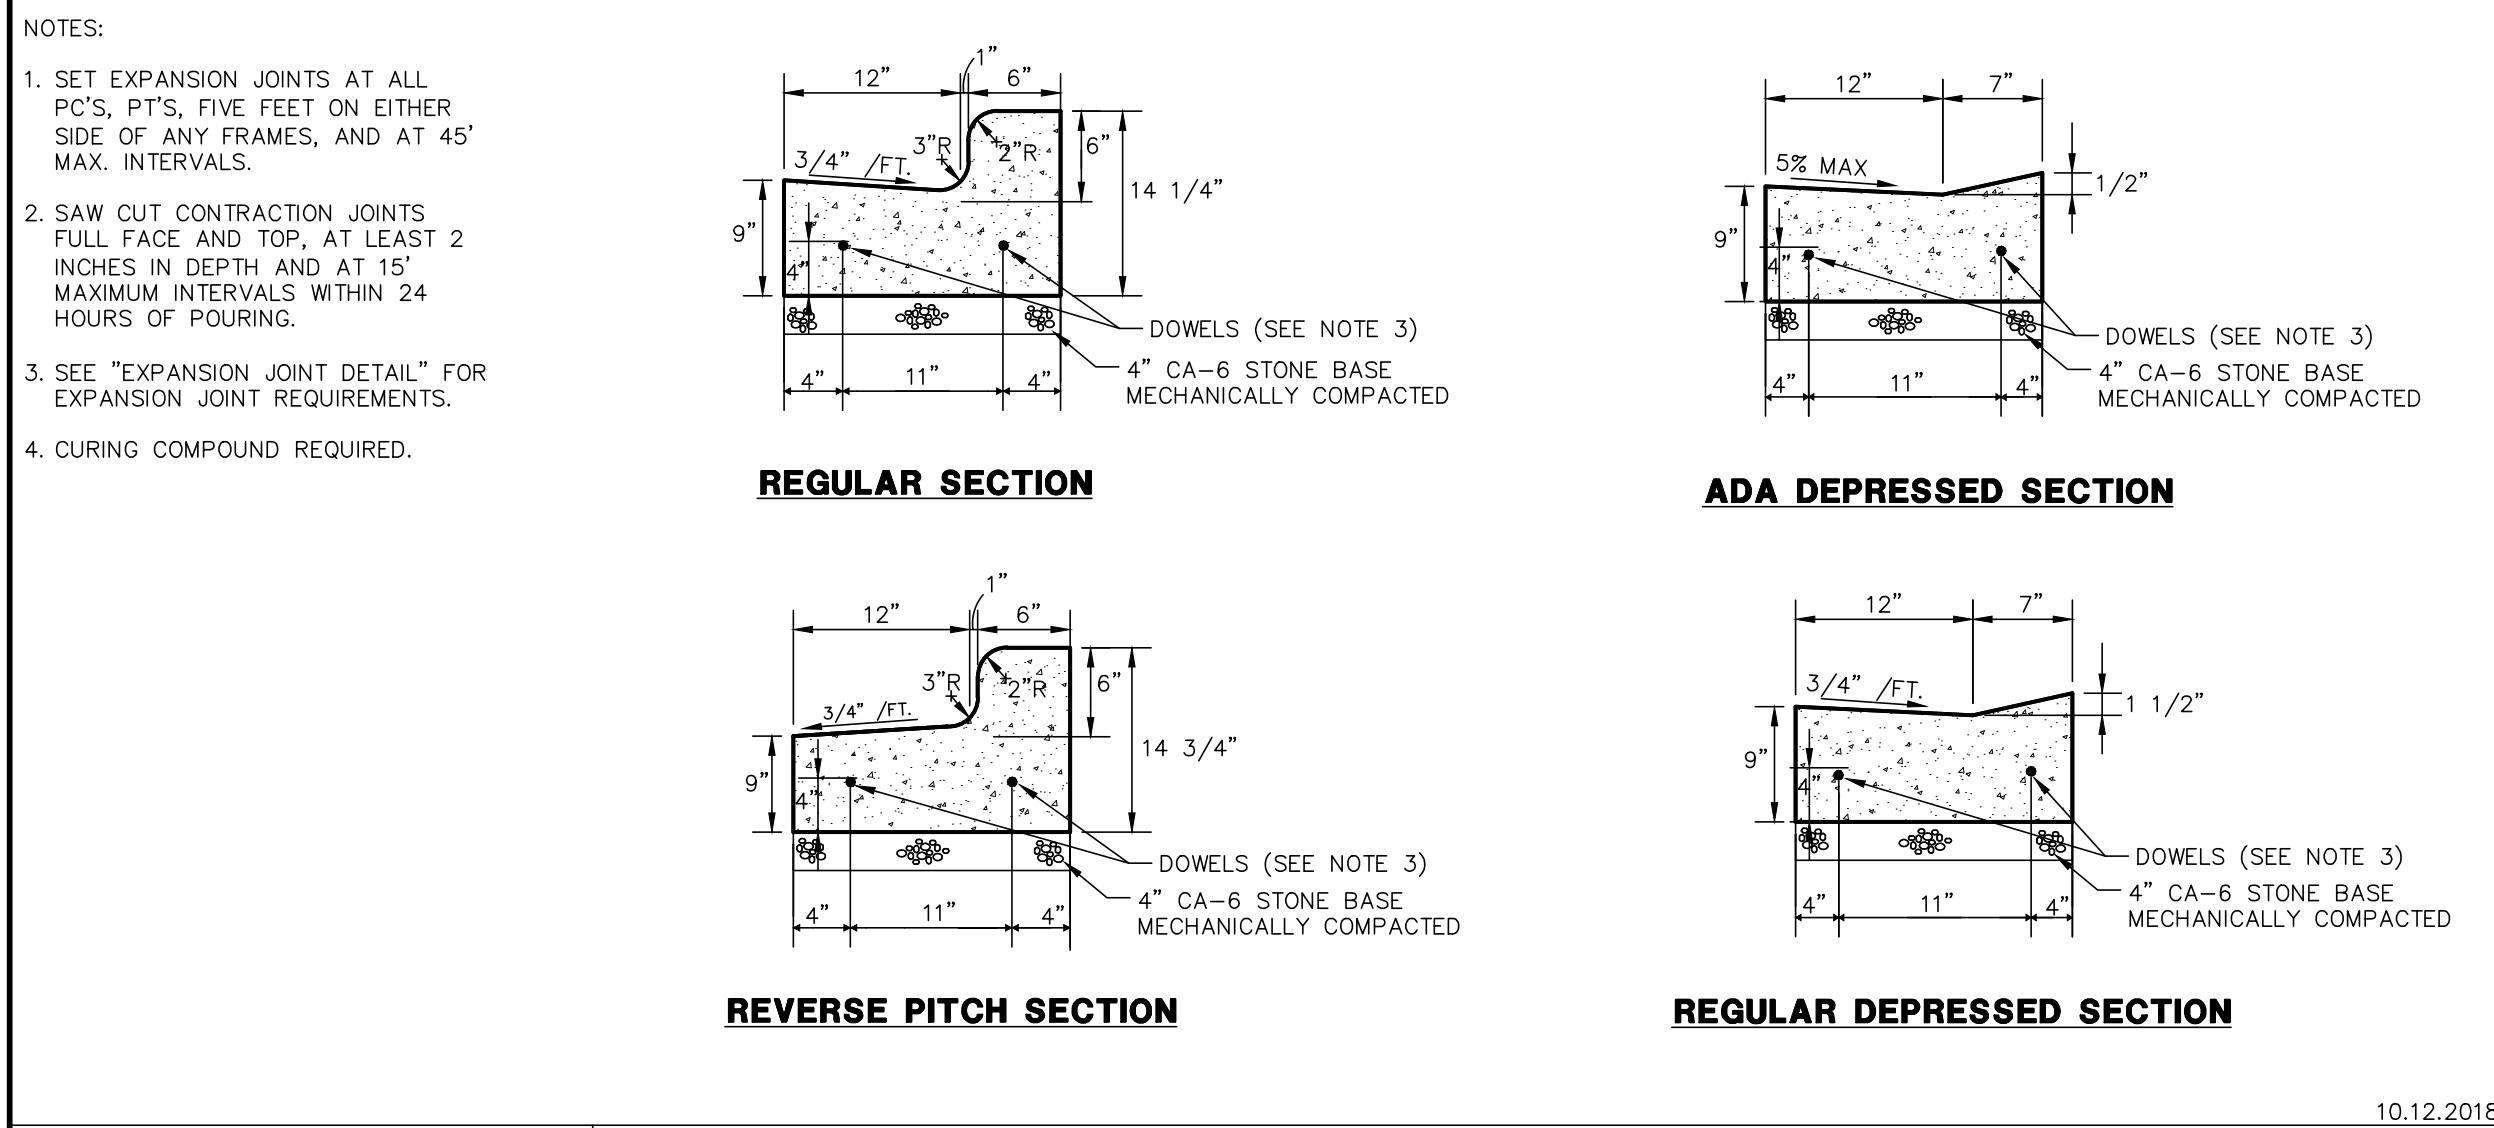 NOTES:
1. SET EXPANSION JOINTS AT ALL
PC'S, PT'S, FIVE FEET ON EITHER
SIDE OF ANY FRAMES, AND AT 45'
MAX. INTERVALS.
2. SAW CUT CONTRACTION JOINTS
FULL FACE AND TOP, AT LEAST 2
INCHES IN DEPTH AND AT 15'
MAXIMUM INTERVALS WITHIN 24
HOURS OF POURING.
3. SEE "EXPANSION JOINT DETAIL" FOR
EXPANSION JOINT REQUIREMENTS.
4. CURING COMPOUND REQUIRED.
1"
12"
6"
3"R
2"R
6"
3/4" /FT.
14 1/4"
9"
4"
DOWELS (SEE NOTE 3)
4" CA-6 STONE BASE
MECHANICALLY COMPACTED
4"
11"
4"
REGULAR SECTION
12"
7"
5% MAX
1/2"
9"
4"
DOWELS (SEE NOTE 3)
4" CA-6 STONE BASE
MECHANICALLY COMPACTED
4"
11"
4"
ADA DEPRESSED SECTION
1"
12"
6"
3"R
2"R
6"
3/4" /FT.
14 3/4"
9"
4"
DOWELS (SEE NOTE 3)
4" CA-6 STONE BASE
MECHANICALLY COMPACTED
4"
11"
4"
REVERSE PITCH SECTION
12"
7"
3/4" /FT.
1 1/2"
9"
4"
DOWELS (SEE NOTE 3)
4" CA-6 STONE BASE
MECHANICALLY COMPACTED
4"
11"
4"
REGULAR DEPRESSED SECTION
10.12.2018